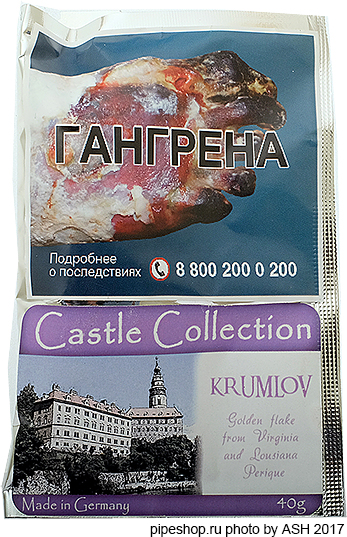 ГАНГРЕНА
Подробнее
о последствиях
8 800 200 0 200
Castle Collection
KRUMLOV
Golden flake
from Virginia
and Lousiana
Perique
Made in Germany
40g
pipeshop.ru photo by ASH 2017